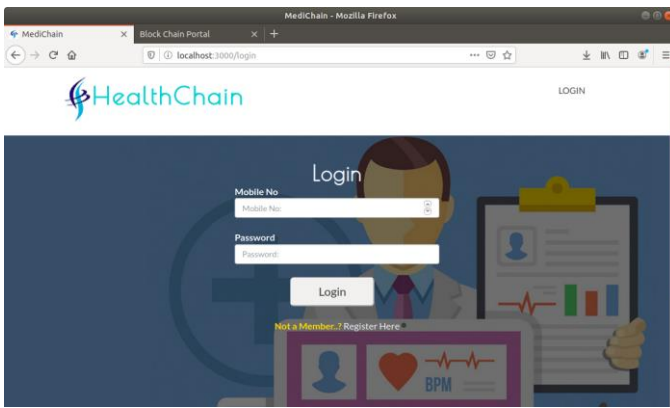 MediChain - Mozilla Firefox
MediChain
Block Chain Portal
localhost:3000/login
HealthChain
LOGIN
Login
Mobile No
Mobile No:
Password
Password:
Login
Not a Member..? Register Here
BPM